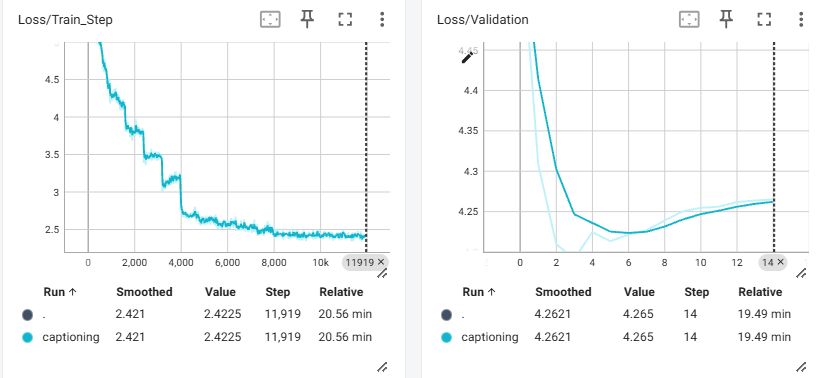 Loss/Train_Step
4.5
4
3.5
3
2.5
0 2,000 4,000 6,000 8,000 10k 11919 ×
Run ↑ Smoothed Value Step Relative
. 2.421 2.4225 11,919 20.56 min
captioning 2.421 2.4225 11,919 20.56 min
Loss/Validation
4.45
4.4
4.35
4.3
4.25
0 2 4 6 8 10 12 14 ×
Run ↑ Smoothed Value Step Relative
. 4.2621 4.265 14 19.49 min
captioning 4.2621 4.265 14 19.49 min